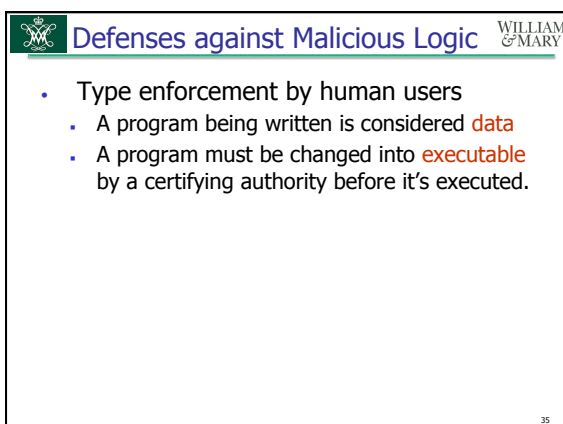 Defenses against Malicious Logic
WILLIAM
& MARY
• Type enforcement by human users
▪ A program being written is considered data
▪ A program must be changed into executable
by a certifying authority before it's executed.
35